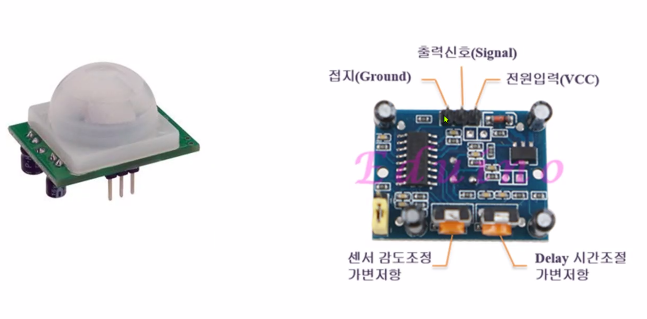 출력신호(Signal)
접지(Ground)
전원입력(VCC)
Eduino
센서 감도조정
가변저항
Delay 시간조절
가변저항